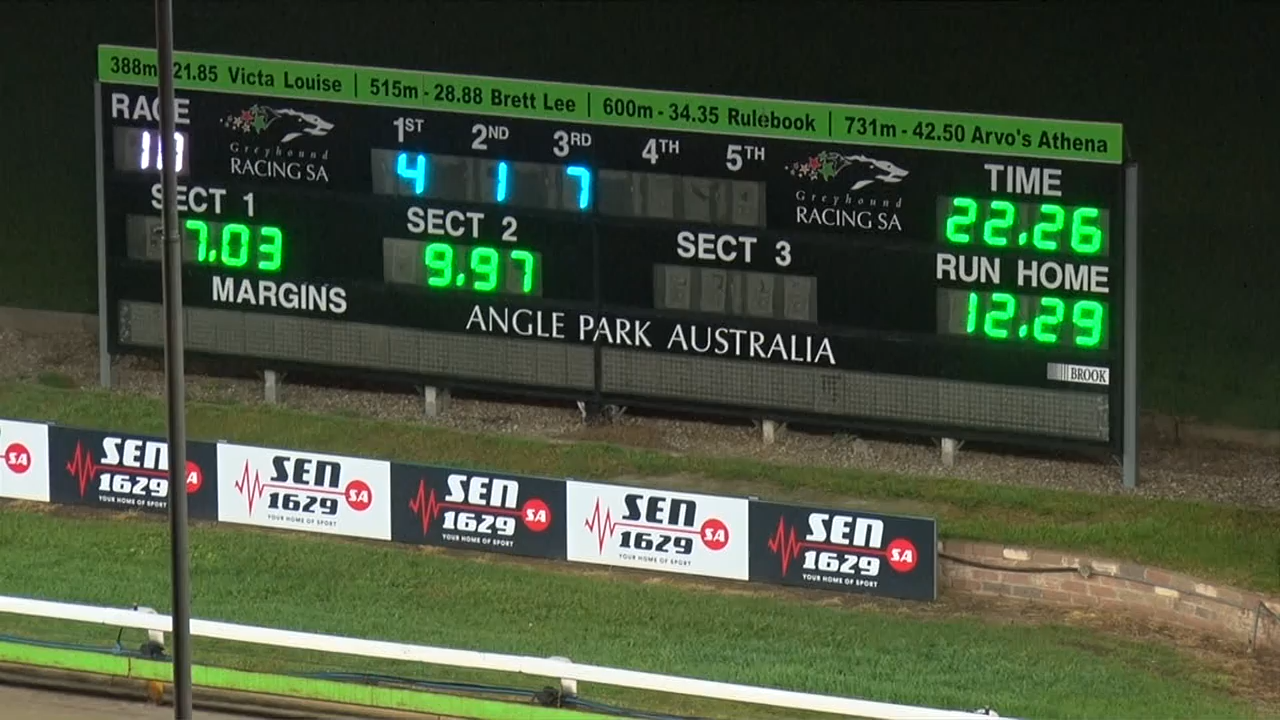 388m 21.85 Victa Louise | 515m - 28.88 Brett Lee | 600m - 34.35 Rulebook | 731m - 42.50 Arvo's Athena
RACE
Greyhound
RACING SA
1ST 2ND 3RD 4TH 5TH
4 1 7
Greyhound
RACING SA
TIME
22.26
SECT 1
7.03
SECT 2
9.97
SECT 3
RUN HOME
12.29
MARGINS
ANGLE PARK AUSTRALIA
BROOK
SA
SEN
1629 SA
YOUR HOME OF SPORT
SEN
1629 SA
YOUR HOME OF SPORT
SEN
1629 SA
YOUR HOME OF SPORT
SEN
1629 SA
YOUR HOME OF SPORT
SEN
1629 SA
YOUR HOME OF SPORT